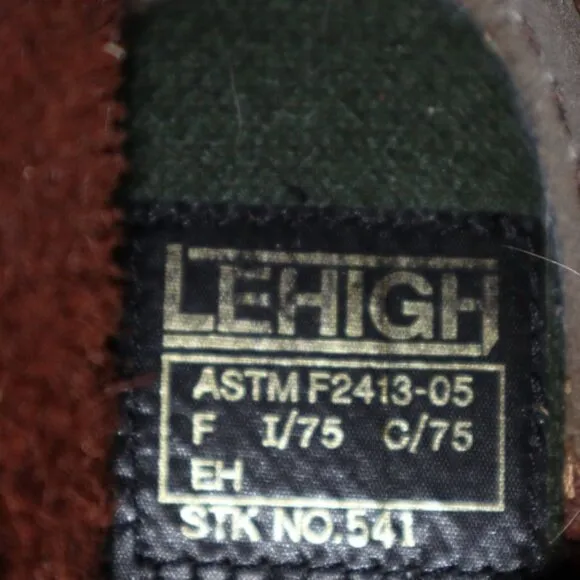 LEHIGH
ASTM F2413-05
F I/75 C/75
EH
STK NO.541